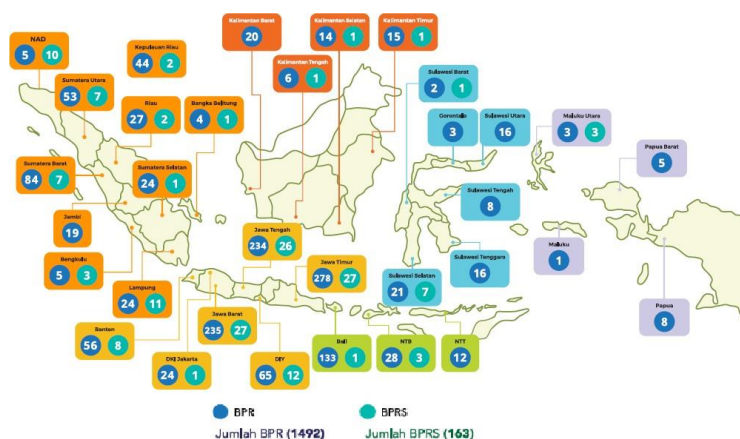 Kalimantan Barat
20
Kalimantan Selatan
14 1
Kalimantan Timur
15 1
NAD
5 10
Kepulauan Riau
44 2
Kalimantan Tengah
6 1
Sumatera Utara
53 7
Riau
27 2
Bangka Belitung
4 1
Sulawesi Barat
2 1
Gorontalo
3
Sulawesi Utara
16
Maluku Utara
3 3
Papua Barat
5
Sumatera Barat
84 7
Sumatera Selatan
24 1
Sulawesi Tengah
8
Jambi
19
Jawa Tengah
234 26
Bengkulu
5 3
Jawa Timur
278 27
Sulawesi Selatan
21 7
Sulawesi Tenggara
16
Maluku
1
Lampung
24 11
Jawa Barat
235 27
Papua
8
Banten
56 8
DKI Jakarta
24 1
DIY
65 12
Bali
133 1
NTB
28 3
NTT
12
BPR BPRS
Jumlah BPR (1492) Jumlah BPRS (163)